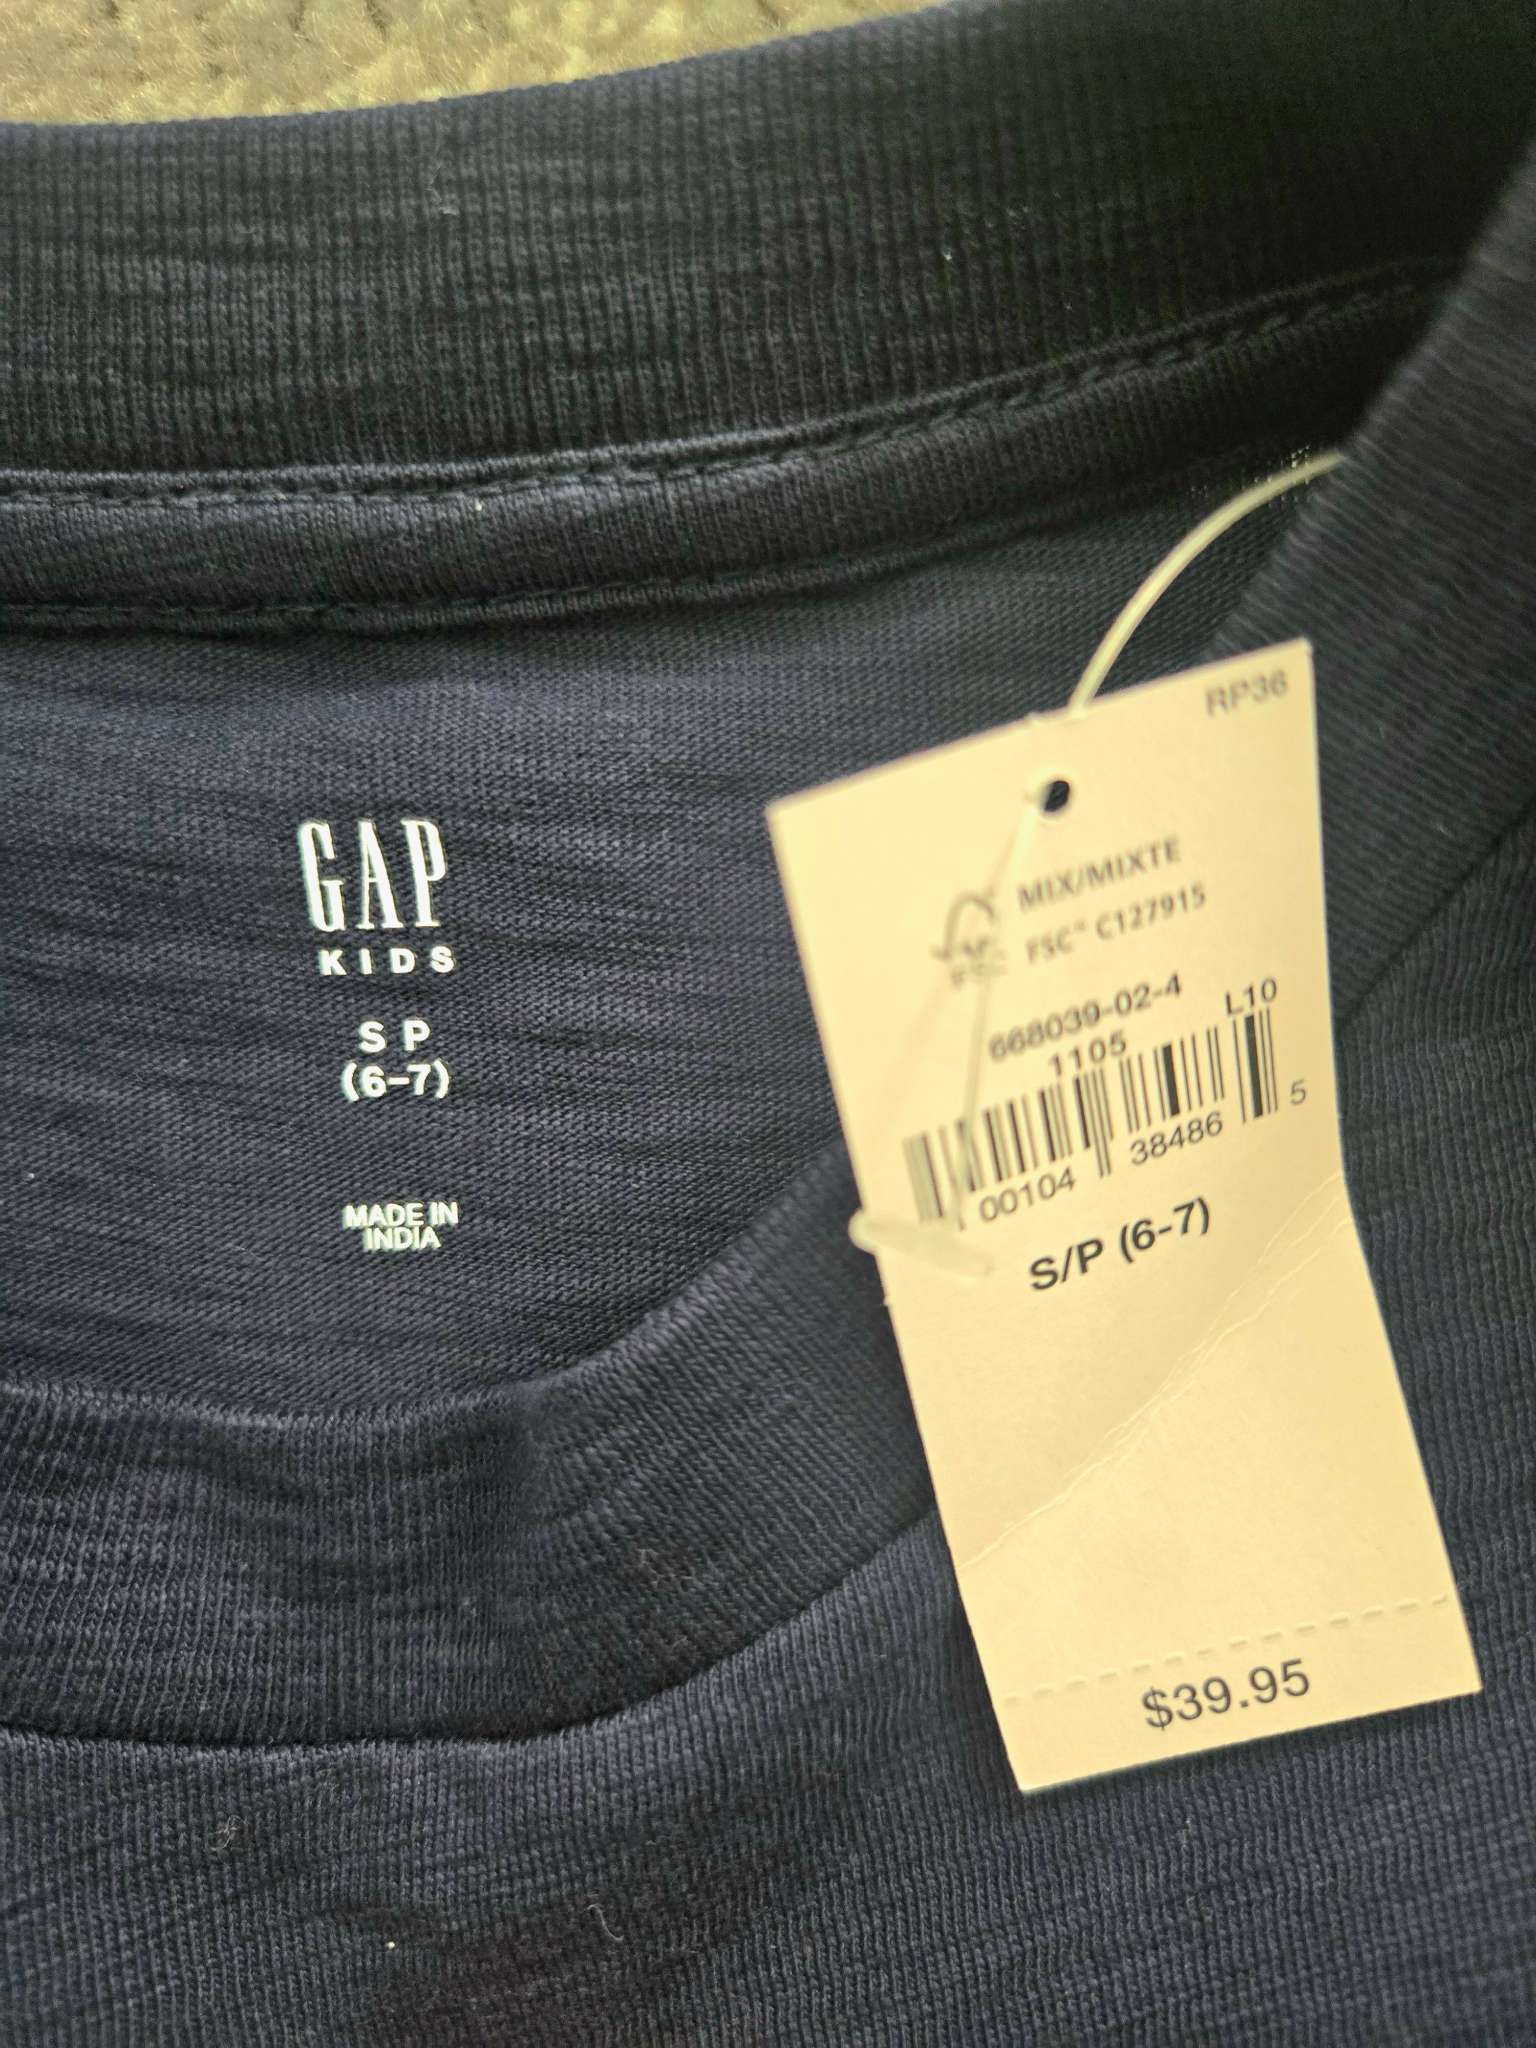 GAP
KIDS
S P
(6-7)
MADE IN
INDIA
RP36
MIX/MIXTE
FSC™ C127915
668039-02-4
1105 L10
00104 38486 5
S/P (6-7)
$39.95